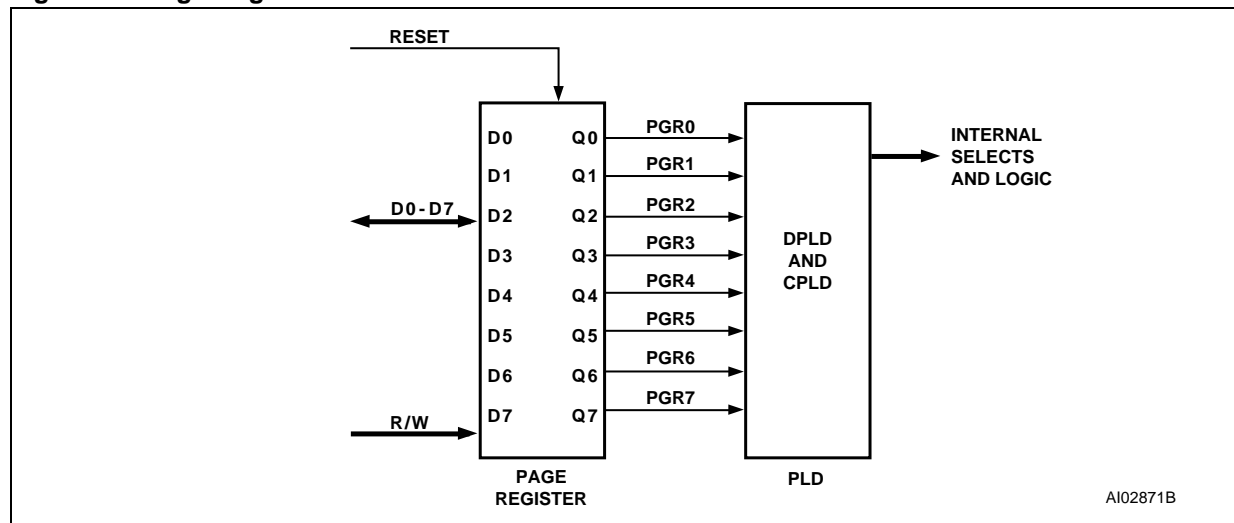 RESET
D0 Q0 PGR0
D1 Q1 PGR1
D2 Q2 PGR2
D3 Q3 PGR3
D4 Q4 PGR4
D5 Q5 PGR5
D6 Q6 PGR6
D7 Q7 PGR7
D0-D7
R/W
DPLD
AND
CPLD
INTERNAL
SELECTS
AND LOGIC
PAGE
REGISTER
PLD
AI02871B